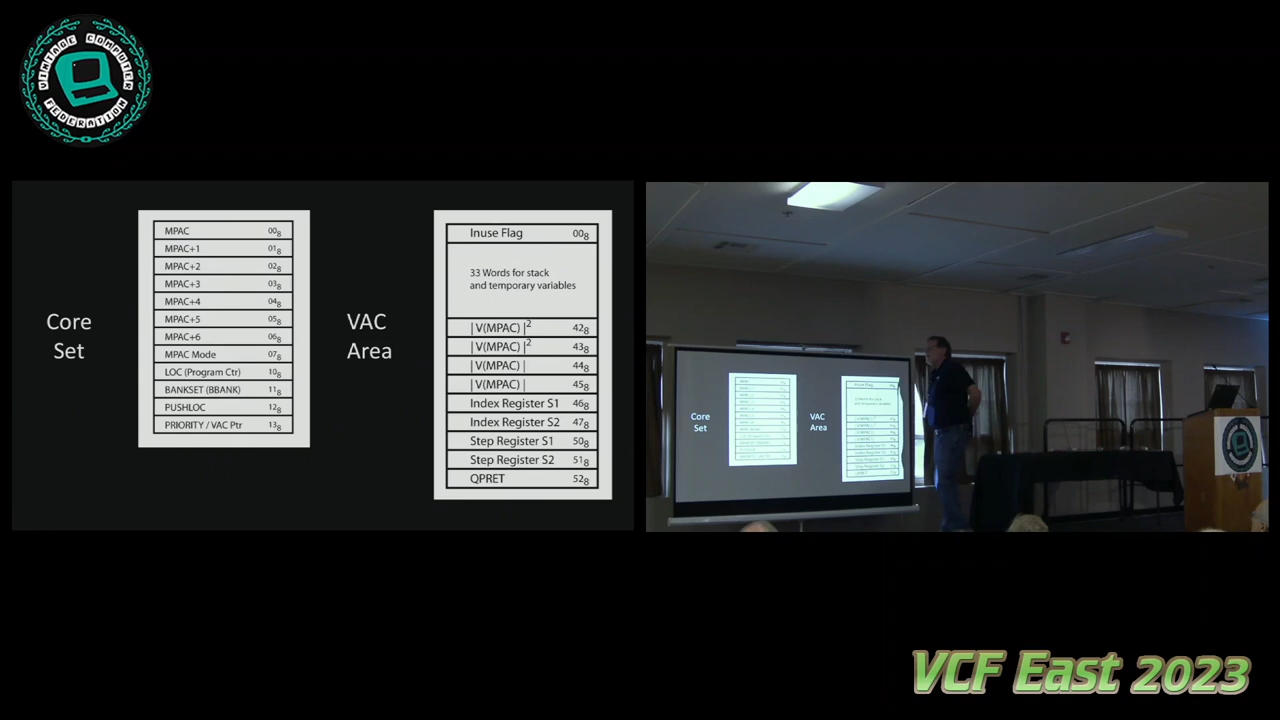 VINTAGE COMPUTER
FEDERATION
Core
Set
MPAC 00₈
MPAC+1 01₈
MPAC+2 02₈
MPAC+3 03₈
MPAC+4 04₈
MPAC+5 05₈
MPAC+6 06₈
MPAC Mode 07₈
LOC (Program Ctr) 10₈
BANKSET (BBANK) 11₈
PUSHLOC 12₈
PRIORITY / VAC Ptr 13₈
VAC
Area
Inuse Flag 00₈
33 Words for stack
and temporary variables
| V(MPAC) |² 42₈
| V(MPAC) |² 43₈
| V(MPAC) | 44₈
| V(MPAC) | 45₈
Index Register S1 46₈
Index Register S2 47₈
Step Register S1 50₈
Step Register S2 51₈
QPRET 52₈
Core
Set
VAC
Area
Inuse Flag
VCF East 2023